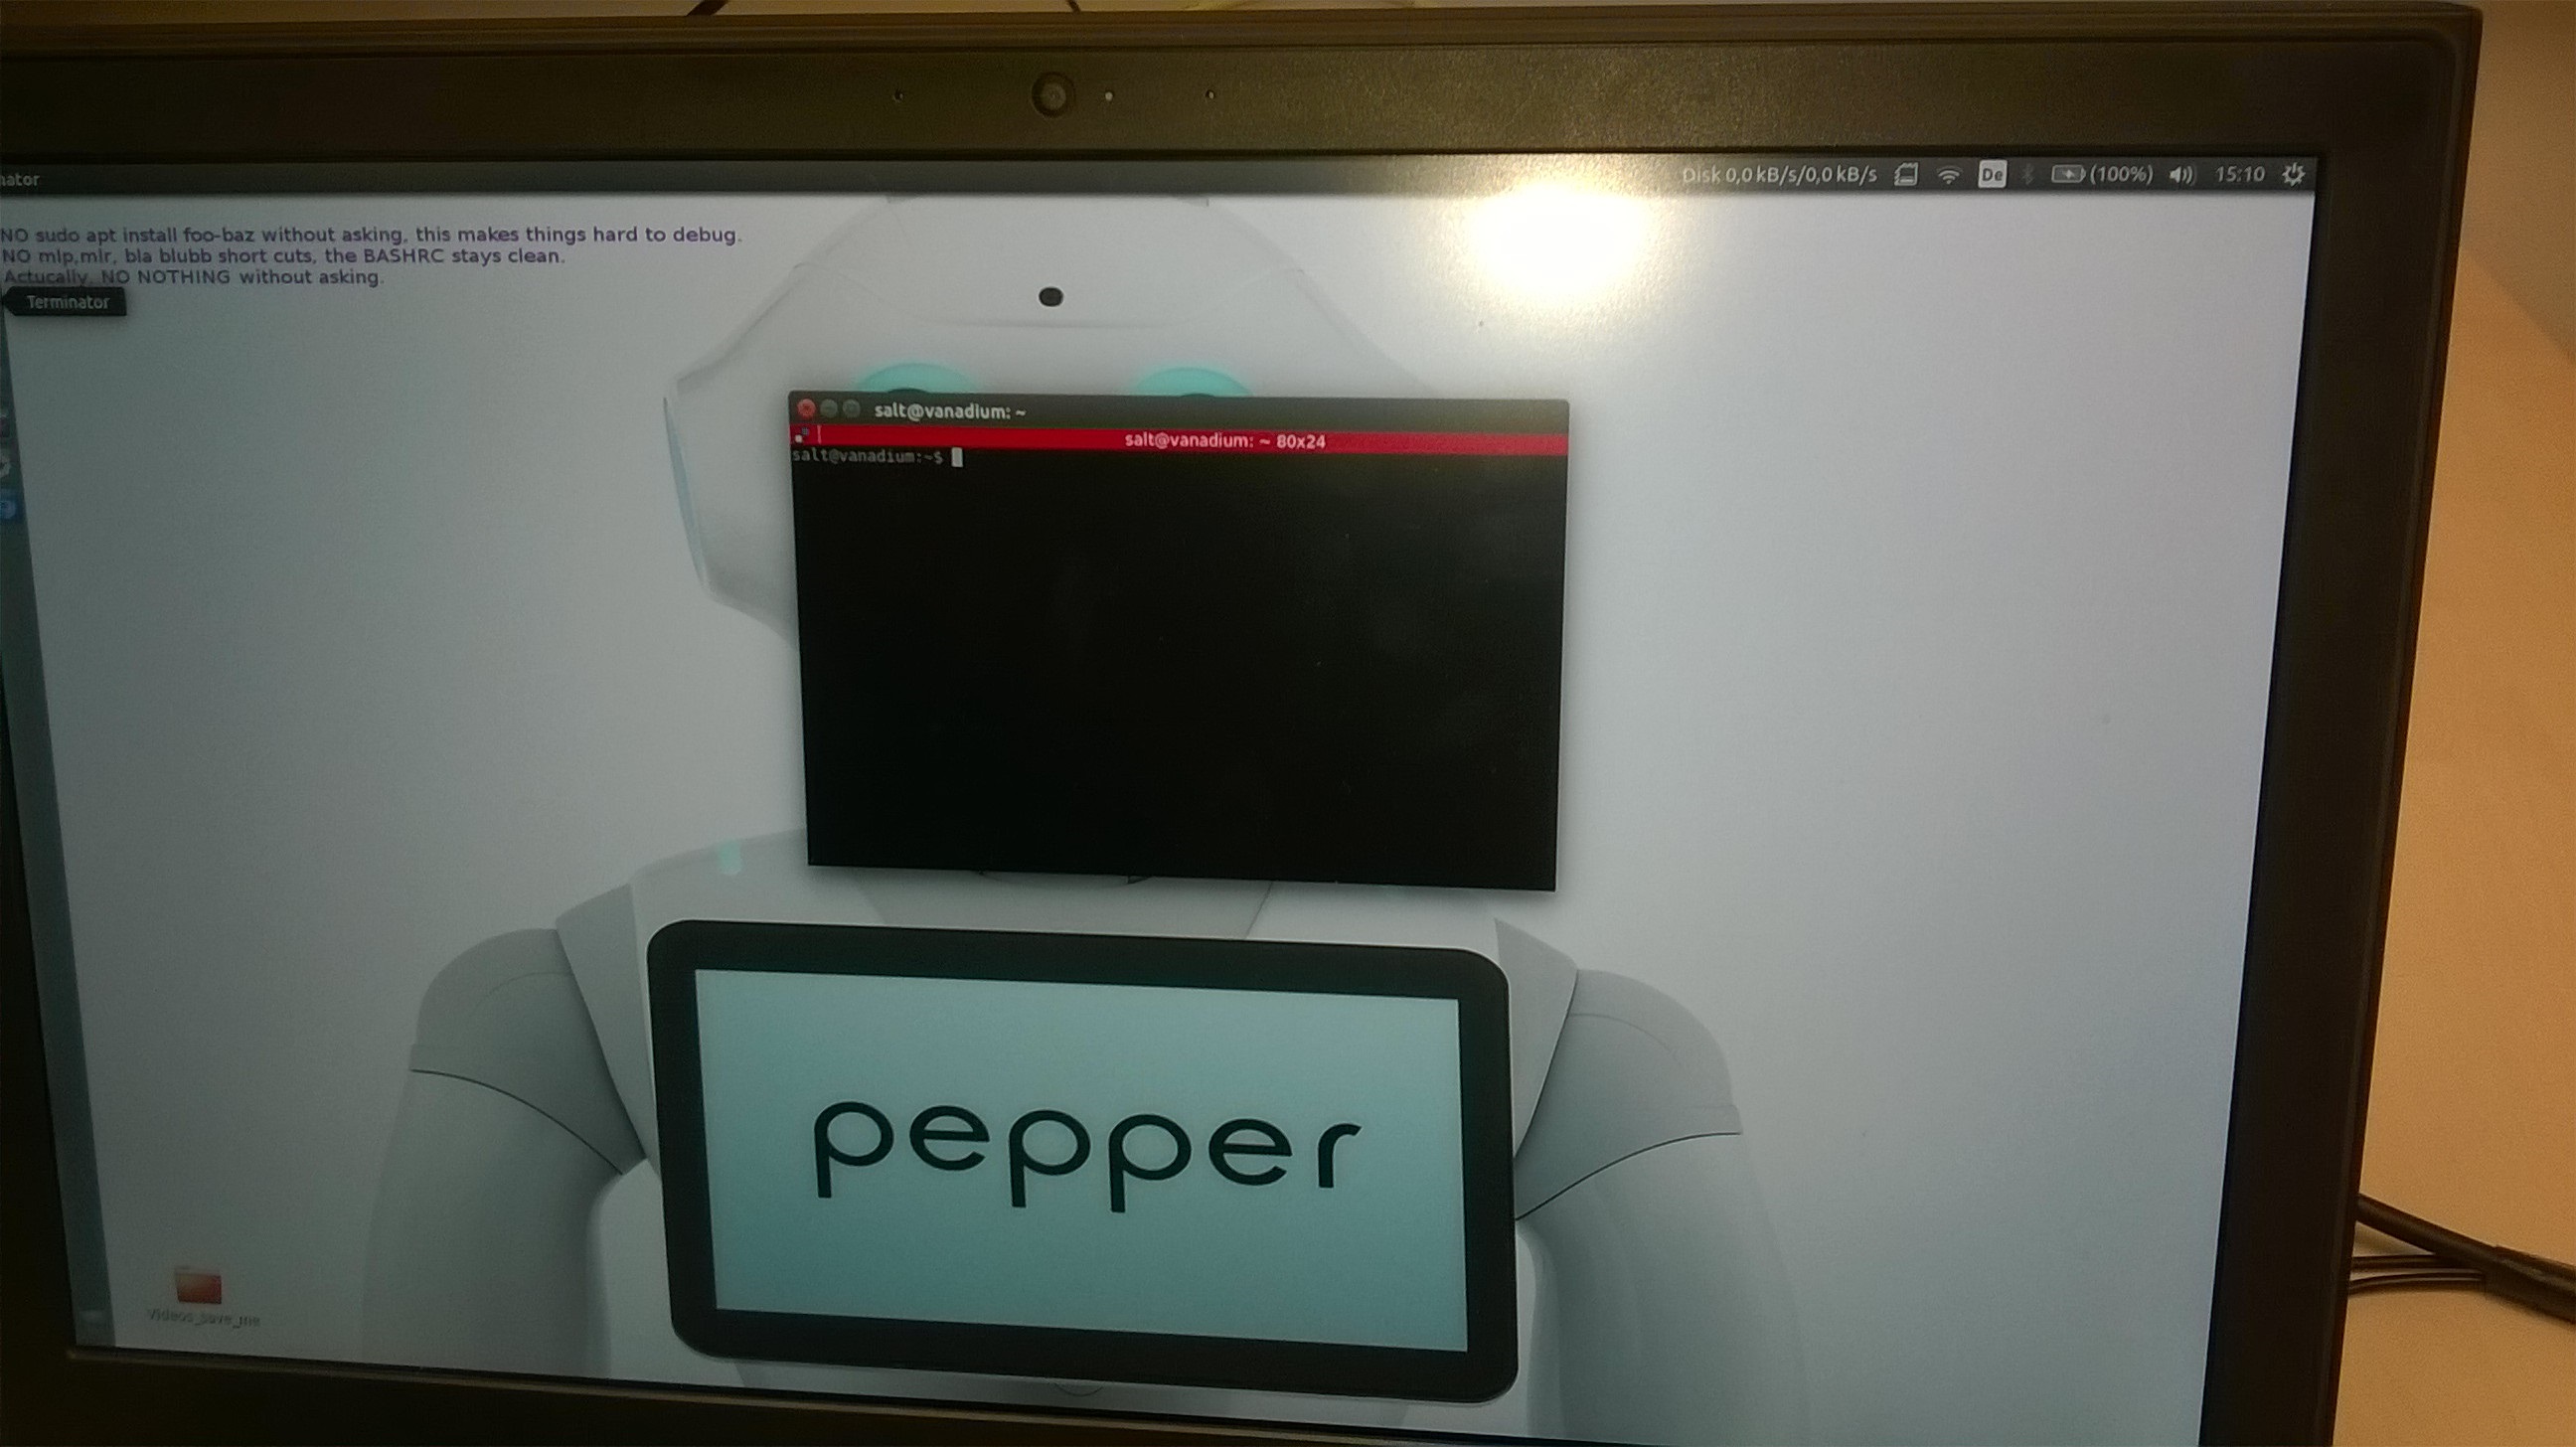 nator
Disk 0,0 kB/s/0,0 kB/s De (100%) 15:10
NO sudo apt install foo-baz without asking, this makes things hard to debug.
NO mlp,mlr, bla blubb short cuts, the BASHRC stays clean.
Actucally, NO NOTHING without asking.
Terminator
salt@vanadium: ~
salt@vanadium: ~ 80x24
salt@vanadium:~$
pepper
Videos_save_me